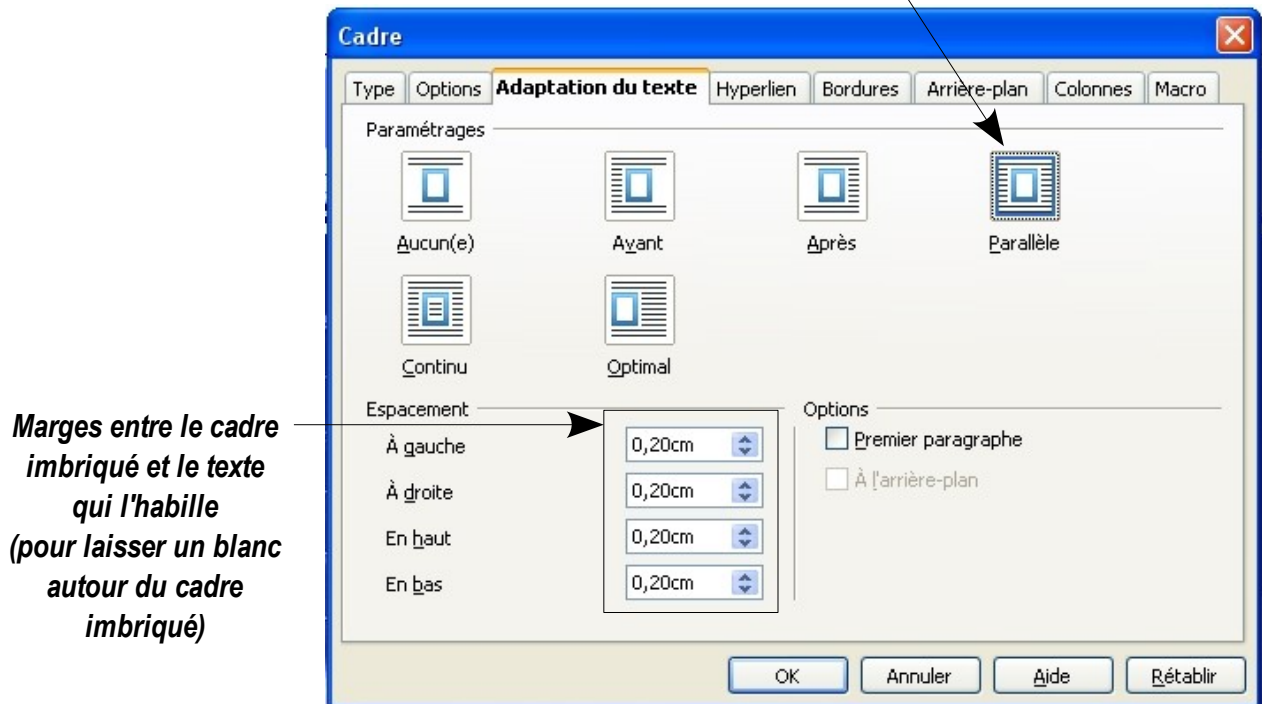 Cadre
Type Options Adaptation du texte Hyperlien Bordures Arrière-plan Colonnes Macro
Paramétrages
Aucun(e) Avant Après Parallèle
Continu Optimal
Espacement
À gauche 0,20cm
À droite 0,20cm
En haut 0,20cm
En bas 0,20cm
Options
Premier paragraphe
À l'arrière-plan
Marges entre le cadre
imbriqué et le texte
qui l'habille
(pour laisser un blanc
autour du cadre
imbriqué)
OK Annuler Aide Rétablir